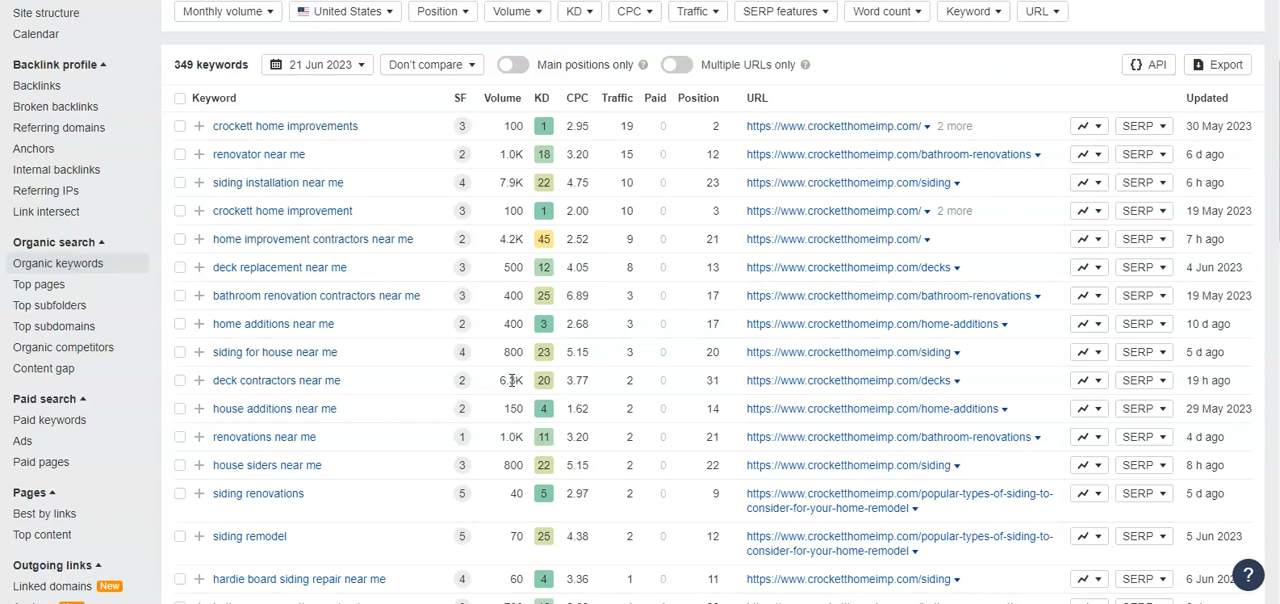 Site structure
Calendar
Backlink profile
Backlinks
Broken backlinks
Referring domains
Anchors
Internal backlinks
Referring IPs
Link intersect
Organic search
Organic keywords
Top pages
Top subfolders
Top subdomains
Organic competitors
Content gap
Paid search
Paid keywords
Ads
Paid pages
Pages
Best by links
Top content
Outgoing links
Linked domains New
Monthly volume United States Position Volume KD CPC Traffic SERP features Word count Keyword URL
349 keywords 21 Jun 2023 Don't compare Main positions only ? Multiple URLs only ? {} API Export
Keyword SF Volume KD CPC Traffic Paid Position URL Updated
crockett home improvements 3 100 1 2.95 19 0 2 https://www.crocketthomeimp.com/ 2 more SERP 30 May 2023
renovator near me 2 1.0K 18 3.20 15 0 12 https://www.crocketthomeimp.com/bathroom-renovations SERP 6 d ago
siding installation near me 4 7.9K 22 4.75 10 0 23 https://www.crocketthomeimp.com/siding SERP 6 h ago
crockett home improvement 3 100 1 2.00 10 0 3 https://www.crocketthomeimp.com/ 2 more SERP 19 May 2023
home improvement contractors near me 2 4.2K 45 2.52 9 0 21 https://www.crocketthomeimp.com/ SERP 7 h ago
deck replacement near me 3 500 12 4.05 8 0 13 https://www.crocketthomeimp.com/decks SERP 4 Jun 2023
bathroom renovation contractors near me 3 400 25 6.89 3 0 17 https://www.crocketthomeimp.com/bathroom-renovations SERP 19 May 2023
home additions near me 2 400 3 2.68 3 0 17 https://www.crocketthomeimp.com/home-additions SERP 10 d ago
siding for house near me 4 800 23 5.15 3 0 20 https://www.crocketthomeimp.com/siding SERP 5 d ago
deck contractors near me 2 20 3.77 2 0 31 https://www.crocketthomeimp.com/decks SERP 19 h ago
house additions near me 2 150 4 1.62 2 0 14 https://www.crocketthomeimp.com/home-additions SERP 29 May 2023
renovations near me 1 1.0K 11 3.20 2 0 21 https://www.crocketthomeimp.com/bathroom-renovations SERP 4 d ago
house siders near me 3 800 22 5.15 2 0 22 https://www.crocketthomeimp.com/siding SERP 8 h ago
siding renovations 5 40 5 2.97 2 0 9 https://www.crocketthomeimp.com/popular-types-of-siding-to- SERP 5 d ago
consider-for-your-home-remodel
siding remodel 5 70 25 4.38 2 0 12 https://www.crocketthomeimp.com/popular-types-of-siding-to- SERP 5 Jun 2023
consider-for-your-home-remodel
hardie board siding repair near me 4 60 4 3.36 1 0 11 https://www.crocketthomeimp.com/siding SERP 6 Jun
?